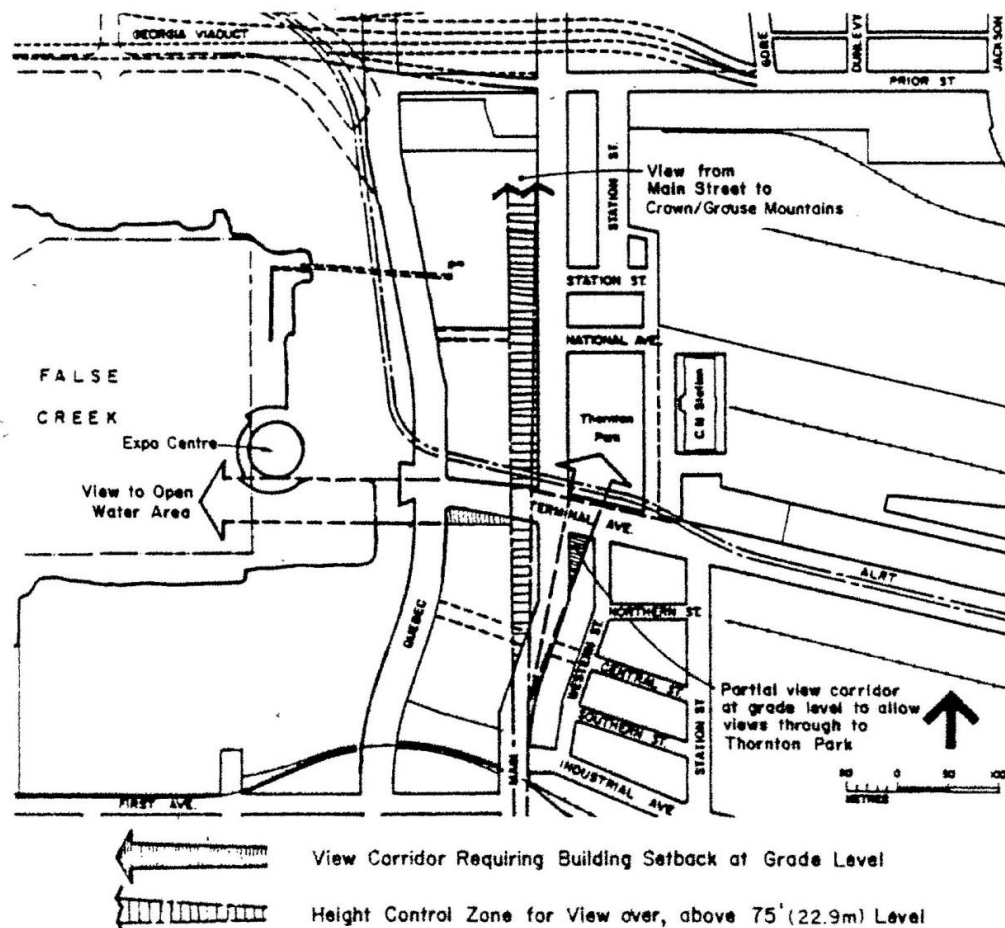 GEORGIA VIADUCT
GORE
DUNLEVY
JACKSON
PRIOR ST.
STATION ST.
View from
Main Street to
Crown/Grouse Mountains
STATION ST.
NATIONAL AVE.
FALSE
CREEK
Expo Centre
Thornton
Park
CN Station
View to Open
Water Area
TERMINAL AVE.
ALRT
QUEBEC
NORTHERN ST.
WESTERN ST.
CENTRAL ST.
SOUTHERN ST.
STATION ST.
Partial view corridor
at grade level to allow
views through to
Thornton Park
MAIN
INDUSTRIAL AVE.
FIRST AVE.
50 0 50 100
METRES
View Corridor Requiring Building Setback at Grade Level
Height Control Zone for View over, above 75' (22.9m) Level